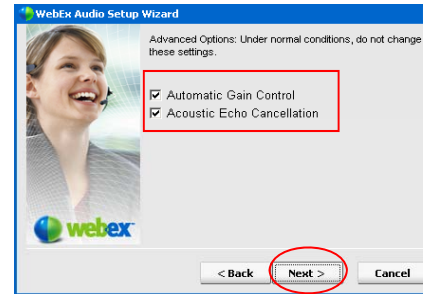 WebEx Audio Setup Wizard
Advanced Options: Under normal conditions, do not change
these settings.
Automatic Gain Control
Acoustic Echo Cancellation
webex
< Back
Next >
Cancel